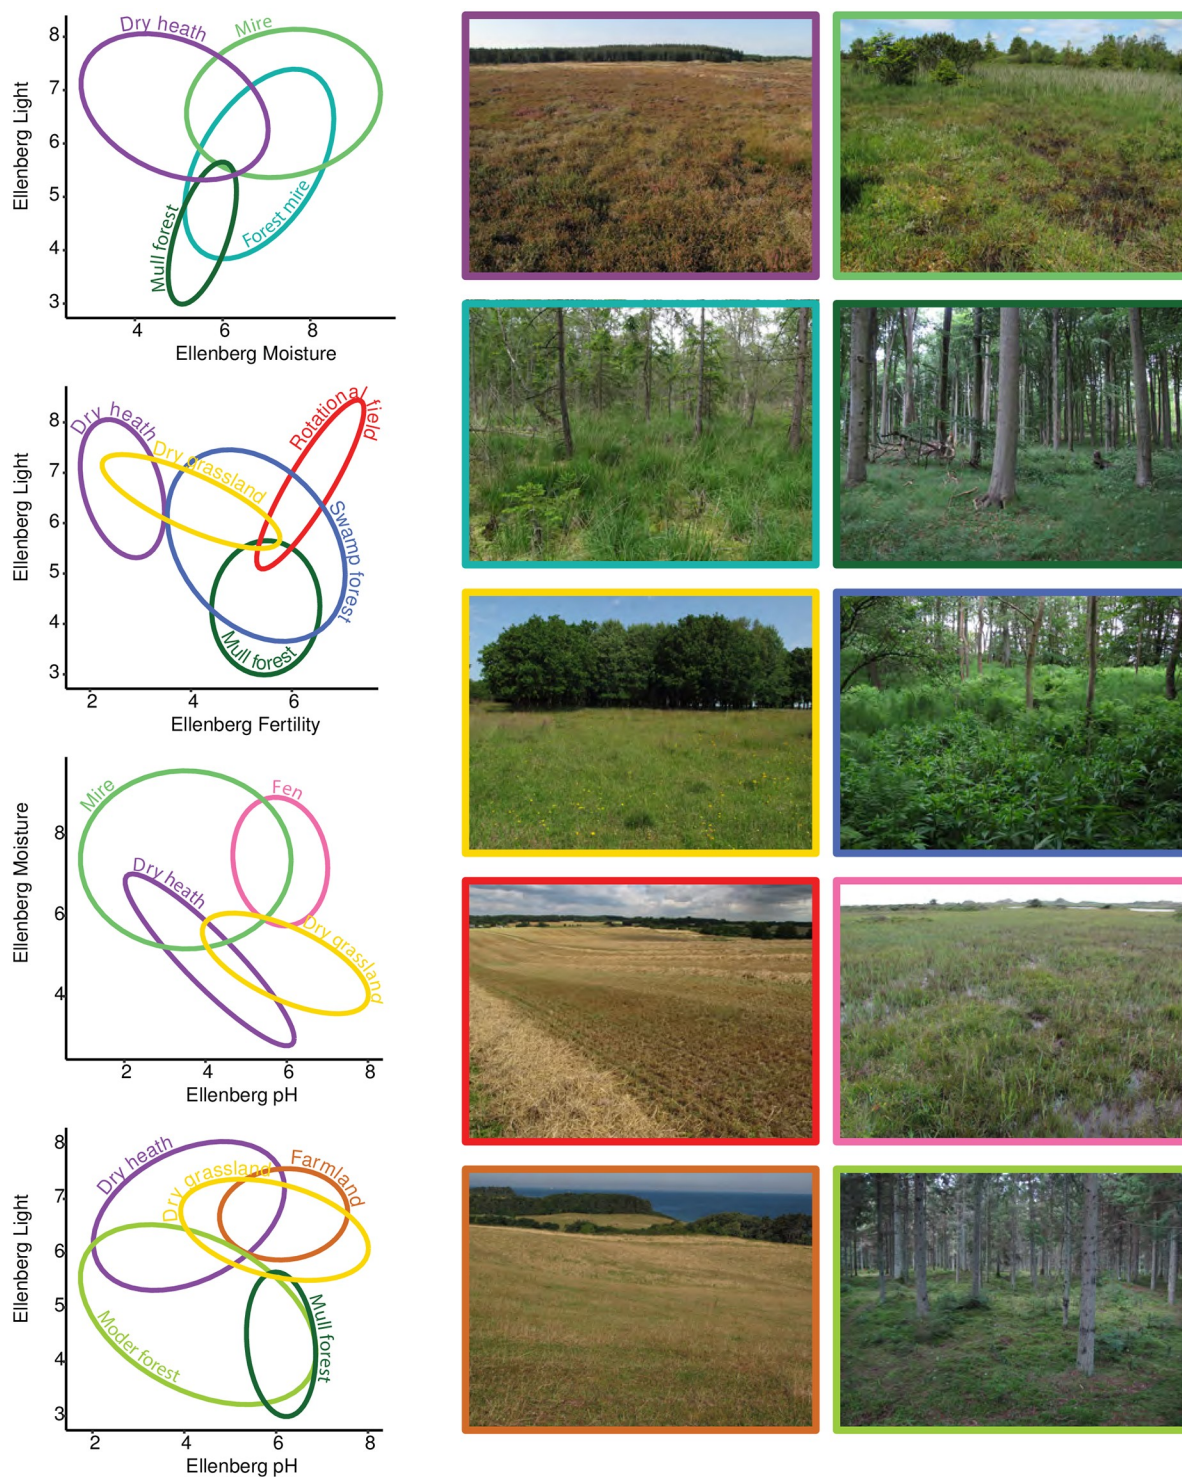 Dry heath
Mire
Mull forest
Forest mire
Ellenberg Light
8
7
6
5
4
3
4
6
8
Ellenberg Moisture
Dry heath
Dry grassland
Rotational field
Swamp forest
Mull forest
Ellenberg Light
8
7
6
5
4
3
2
4
6
Ellenberg Fertility
Mire
Fen
Dry heath
Dry grassland
Ellenberg Moisture
8
6
4
2
4
6
8
Ellenberg pH
Dry heath
Dry grassland
Farmland
Moder forest
Mull forest
Ellenberg Light
8
7
6
5
4
3
2
4
6
8
Ellenberg pH